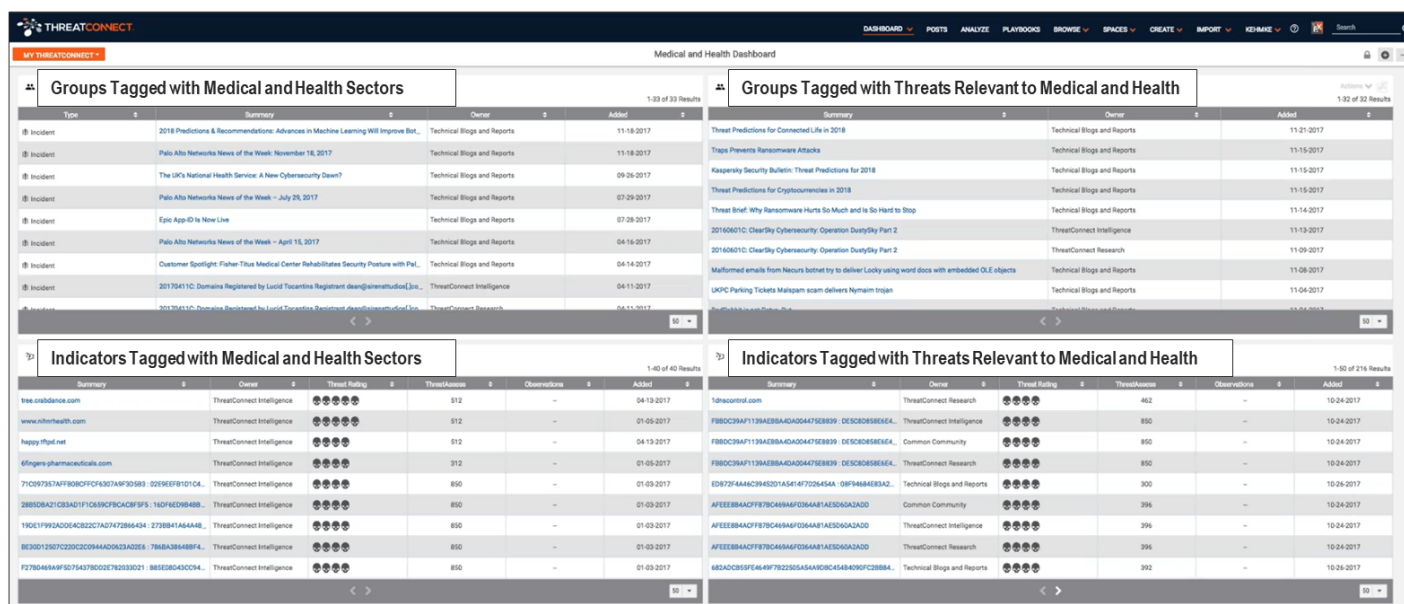 THREATCONNECT
DASHBOARD POSTS ANALYZE PLAYBOOKS BROWSE SPACES CREATE IMPORT KEHMKE Search
MY THREATCONNECT
Medical and Health Dashboard
Groups Tagged with Medical and Health Sectors
1-33 of 33 Results
Type Summary Owner Added
Incident 2018 Predictions & Recommendations: Advances in Machine Learning Will Improve Bot... Technical Blogs and Reports 11-18-2017
Incident Palo Alto Networks News of the Week: November 18, 2017 Technical Blogs and Reports 11-18-2017
Incident The UK's National Health Service: A New Cybersecurity Dawn? Technical Blogs and Reports 09-26-2017
Incident Palo Alto Networks News of the Week – July 29, 2017 Technical Blogs and Reports 07-29-2017
Incident Epic App-ID Is Now Live Technical Blogs and Reports 07-28-2017
Incident Palo Alto Networks News of the Week – April 15, 2017 Technical Blogs and Reports 04-16-2017
Incident Customer Spotlight: Fisher-Titus Medical Center Rehabilitates Security Posture with Pal... Technical Blogs and Reports 04-14-2017
Incident 20170411C: Domains Registered by Lucid Tocantins Registrant ThreatConnect Intelligence 04-11-2017
50
Groups Tagged with Threats Relevant to Medical and Health
Actions
1-32 of 32 Results
Summary Owner Added
Threat Predictions for Connected Life in 2018 Technical Blogs and Reports 11-21-2017
Traps Prevents Ransomware Attacks Technical Blogs and Reports 11-15-2017
Kaspersky Security Bulletin: Threat Predictions for 2018 Technical Blogs and Reports 11-15-2017
Threat Predictions for Cryptocurrencies in 2018 Technical Blogs and Reports 11-15-2017
Threat Brief: Why Ransomware Hurts So Much and Is So Hard to Stop Technical Blogs and Reports 11-14-2017
20160601C: ClearSky Cybersecurity: Operation DustySky Part 2 ThreatConnect Intelligence 11-13-2017
20160601C: ClearSky Cybersecurity: Operation DustySky Part 2 ThreatConnect Research 11-09-2017
Malformed emails from Necurs botnet try to deliver Locky using word docs with embedded OLE objects Technical Blogs and Reports 11-08-2017
UKPC Parking Tickets Malspam scam delivers Nymaim trojan Technical Blogs and Reports 11-04-2017
50
Indicators Tagged with Medical and Health Sectors
1-40 of 40 Results
Summary Owner Threat Rating ThreatAssess Observations Added
tree.crabdance.com ThreatConnect Intelligence 512 -- 04-13-2017
www.nihnrhealth.com ThreatConnect Intelligence 512 -- 01-05-2017
happy.tftpd.net ThreatConnect Intelligence 512 -- 04-13-2017
6fingers-pharmaceuticals.com ThreatConnect Intelligence 312 -- 01-05-2017
ThreatConnect Intelligence 850 -- 01-03-2017
ThreatConnect Intelligence 850 -- 01-03-2017
ThreatConnect Intelligence 850 -- 01-03-2017
ThreatConnect Intelligence 850 -- 01-03-2017
ThreatConnect Intelligence 850 -- 01-03-2017
50
Indicators Tagged with Threats Relevant to Medical and Health
1-50 of 216 Results
Summary Owner Threat Rating ThreatAssess Observations Added
1dnscontrol.com ThreatConnect Research 462 -- 10-24-2017
ThreatConnect Intelligence 850 -- 10-24-2017
Common Community 850 -- 10-24-2017
ThreatConnect Research 850 -- 10-24-2017
Technical Blogs and Reports 300 -- 10-26-2017
Common Community 396 -- 10-24-2017
ThreatConnect Intelligence 396 -- 10-24-2017
ThreatConnect Research 396 -- 10-24-2017
Technical Blogs and Reports 392 -- 10-26-2017
50